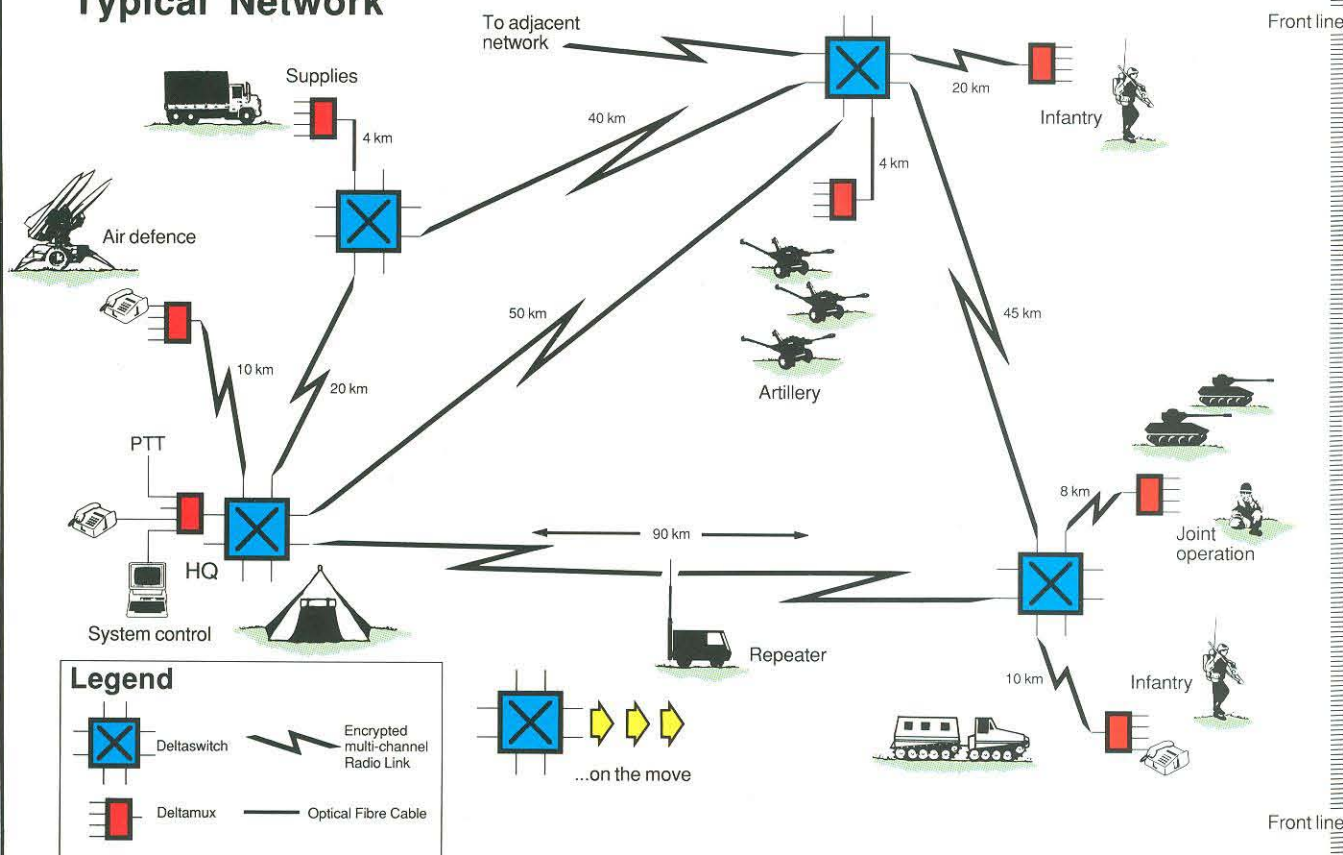 Typical Network
To adjacent
network
Front line
Supplies
4 km
40 km
20 km
Infantry
4 km
Air defence
50 km
45 km
10 km
20 km
Artillery
PTT
8 km
Joint
operation
90 km
HQ
System control
Repeater
10 km
Infantry
Legend
Deltaswitch
Encrypted
multi-channel
Radio Link
...on the move
Deltamux
Optical Fibre Cable
Front line